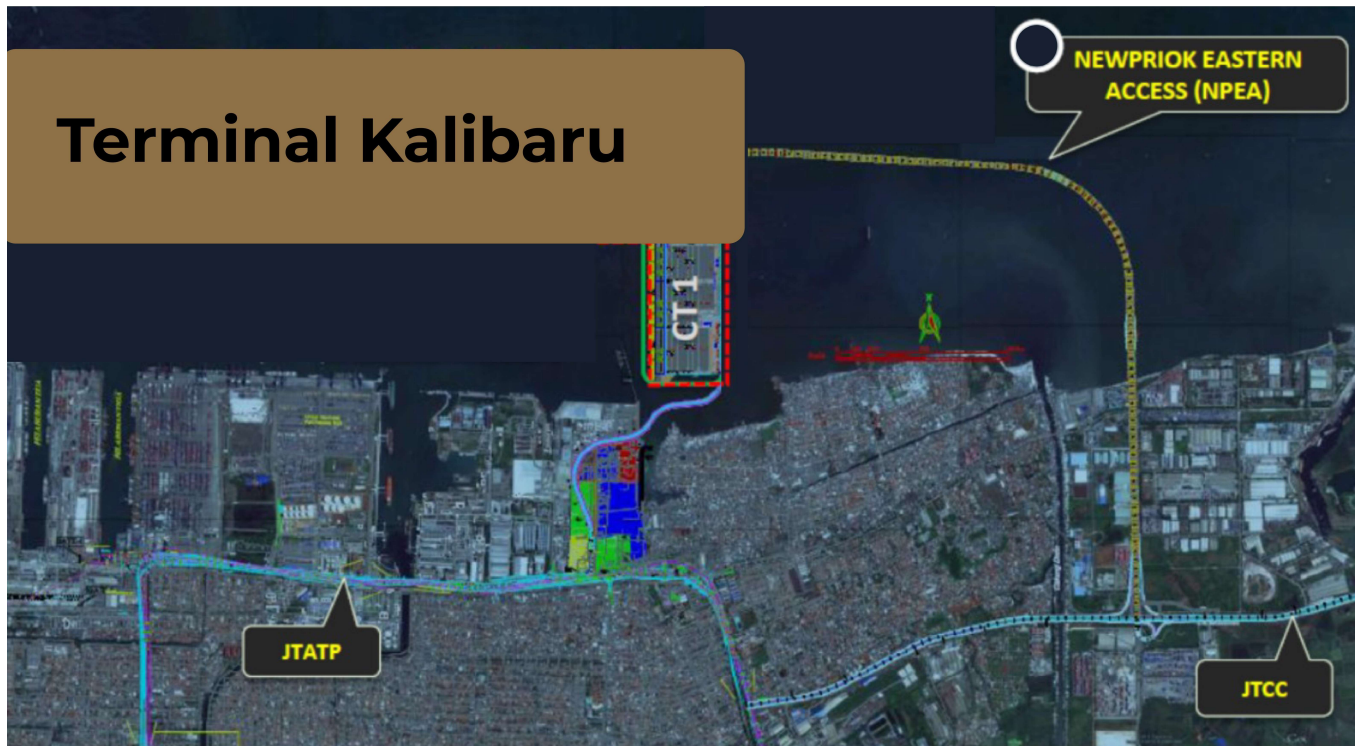 Terminal Kalibaru
NEWPRIOK EASTERN
ACCESS (NPEA)
CT 1
JTATP
JTCC